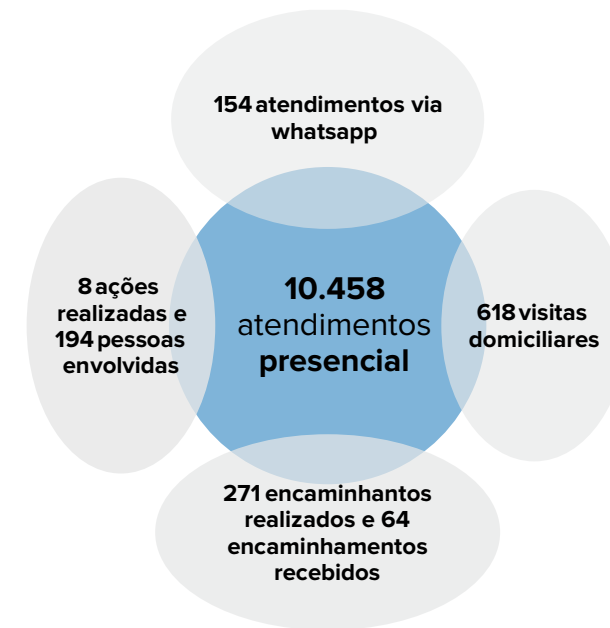 154 atendimentos via
whatsapp
8 ações
realizadas e
194 pessoas
envolvidas
10.458
atendimentos
presencial
618 visitas
domiciliares
271 encaminhantos
realizados e 64
encaminhamentos
recebidos